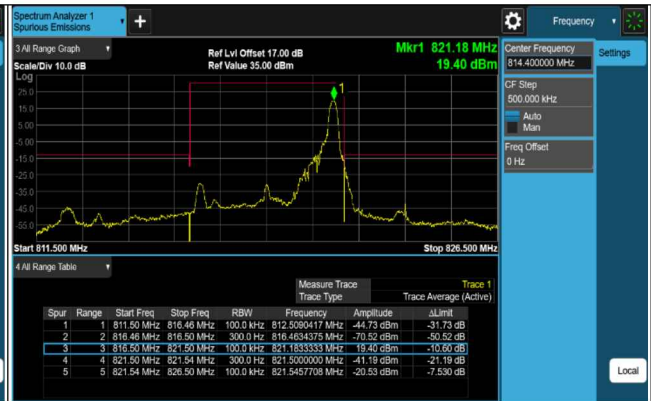 Spectrum Analyzer 1
Spurious Emissions
+
Frequency
3 All Range Graph
Ref Lvl Offset 17.00 dB
Mkr1 821.18 MHz
Scale/Div 10.0 dB
Ref Value 35.00 dBm
19.40 dBm
Log
25.0
15.0
5.00
-5.00
-15.0
-25.0
-35.0
-45.0
-55.0
1
Start 811.500 MHz
Stop 826.500 MHz
4 All Range Table
Measure Trace Trace 1
Trace Type Trace Average (Active)
Spur Range Start Freq Stop Freq RBW Frequency Amplitude ΔLimit
1 1 811.50 MHz 816.46 MHz 100.0 kHz 812.5090417 MHz -44.73 dBm -31.73 dB
2 2 816.46 MHz 816.50 MHz 300.0 Hz 816.4634375 MHz -70.52 dBm -50.52 dB
3 3 816.50 MHz 821.50 MHz 100.0 kHz 821.1833333 MHz 19.40 dBm -10.60 dB
4 4 821.50 MHz 821.54 MHz 300.0 Hz 821.5000000 MHz -41.19 dBm -21.19 dB
5 5 821.54 MHz 826.50 MHz 100.0 kHz 821.5457708 MHz -20.53 dBm -7.530 dB
Center Frequency
814.400000 MHz
Settings
CF Step
500.000 kHz
Auto
Man
Freq Offset
0 Hz
Local